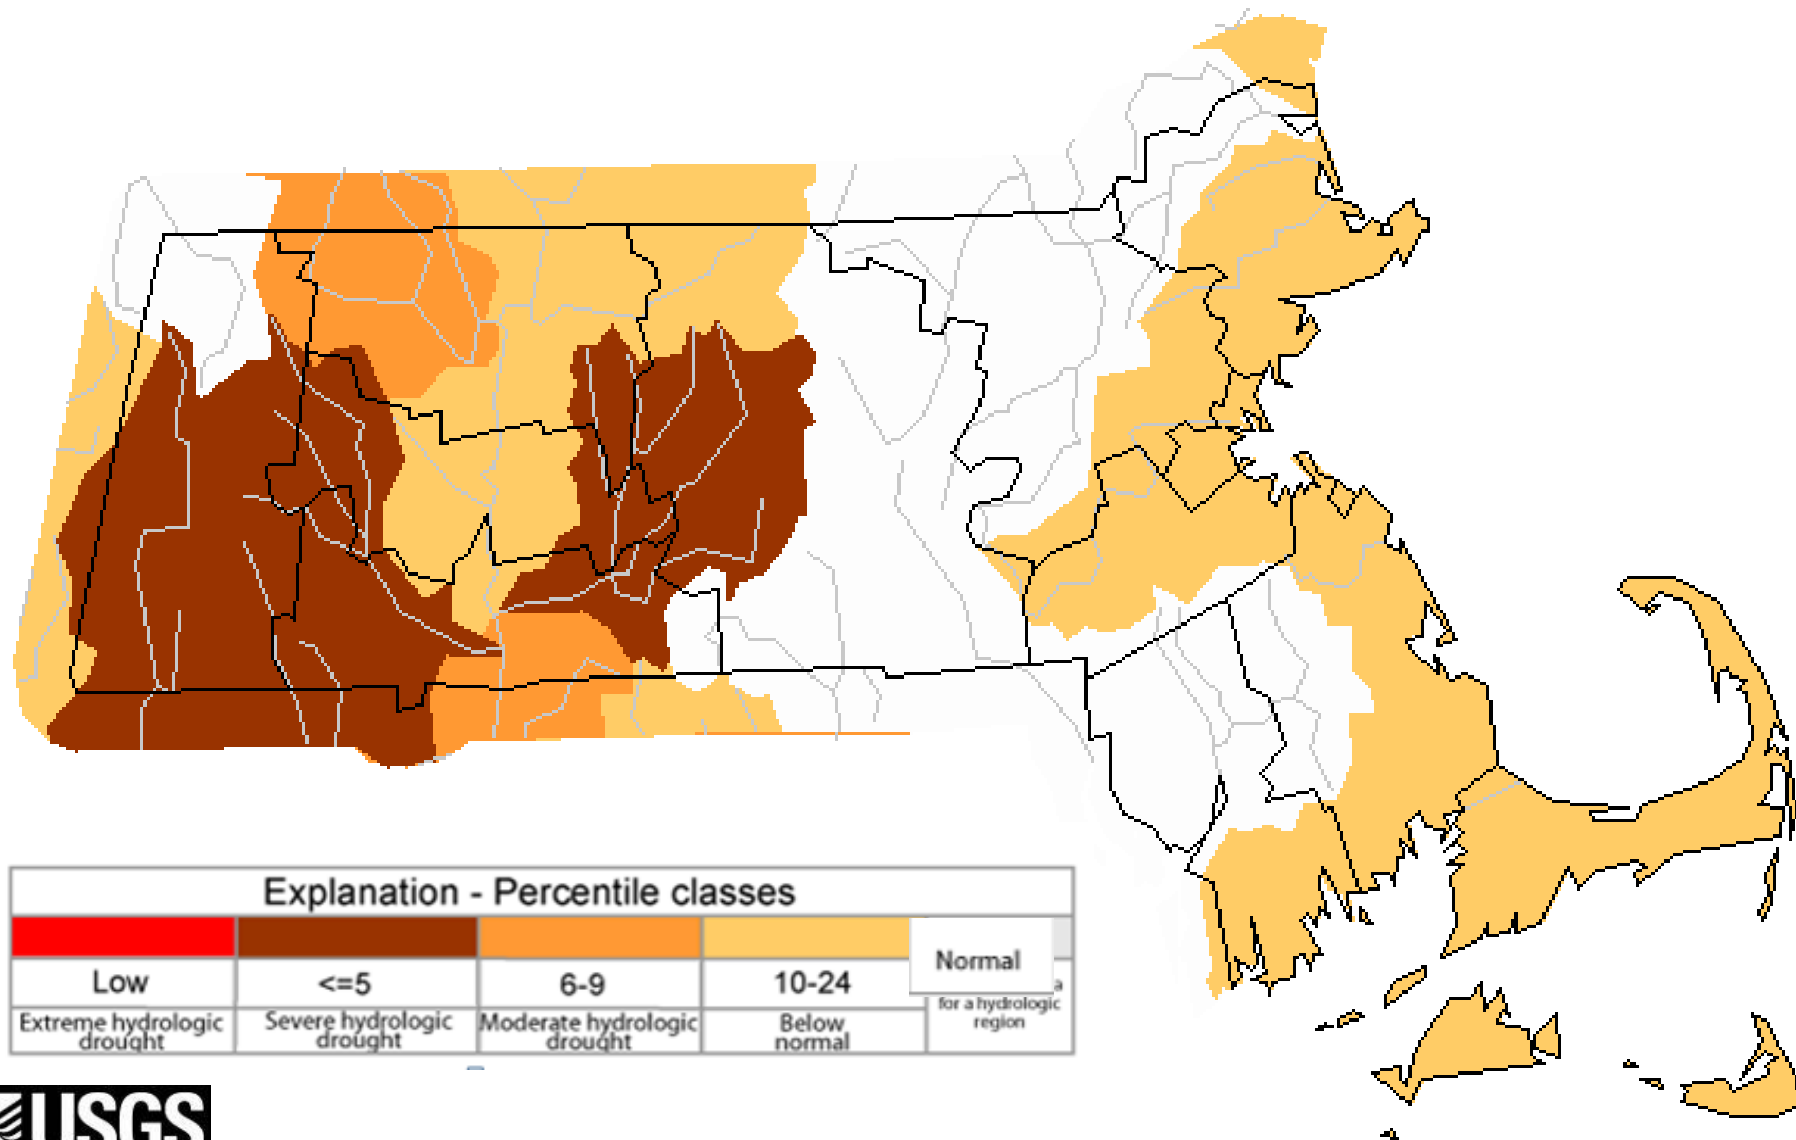 Explanation - Percentile classes
Low
<=5
6-9
10-24
Normal
a
for a hydrologic
region
Extreme hydrologic
drought
Severe hydrologic
drought
Moderate hydrologic
drought
Below
normal
USGS